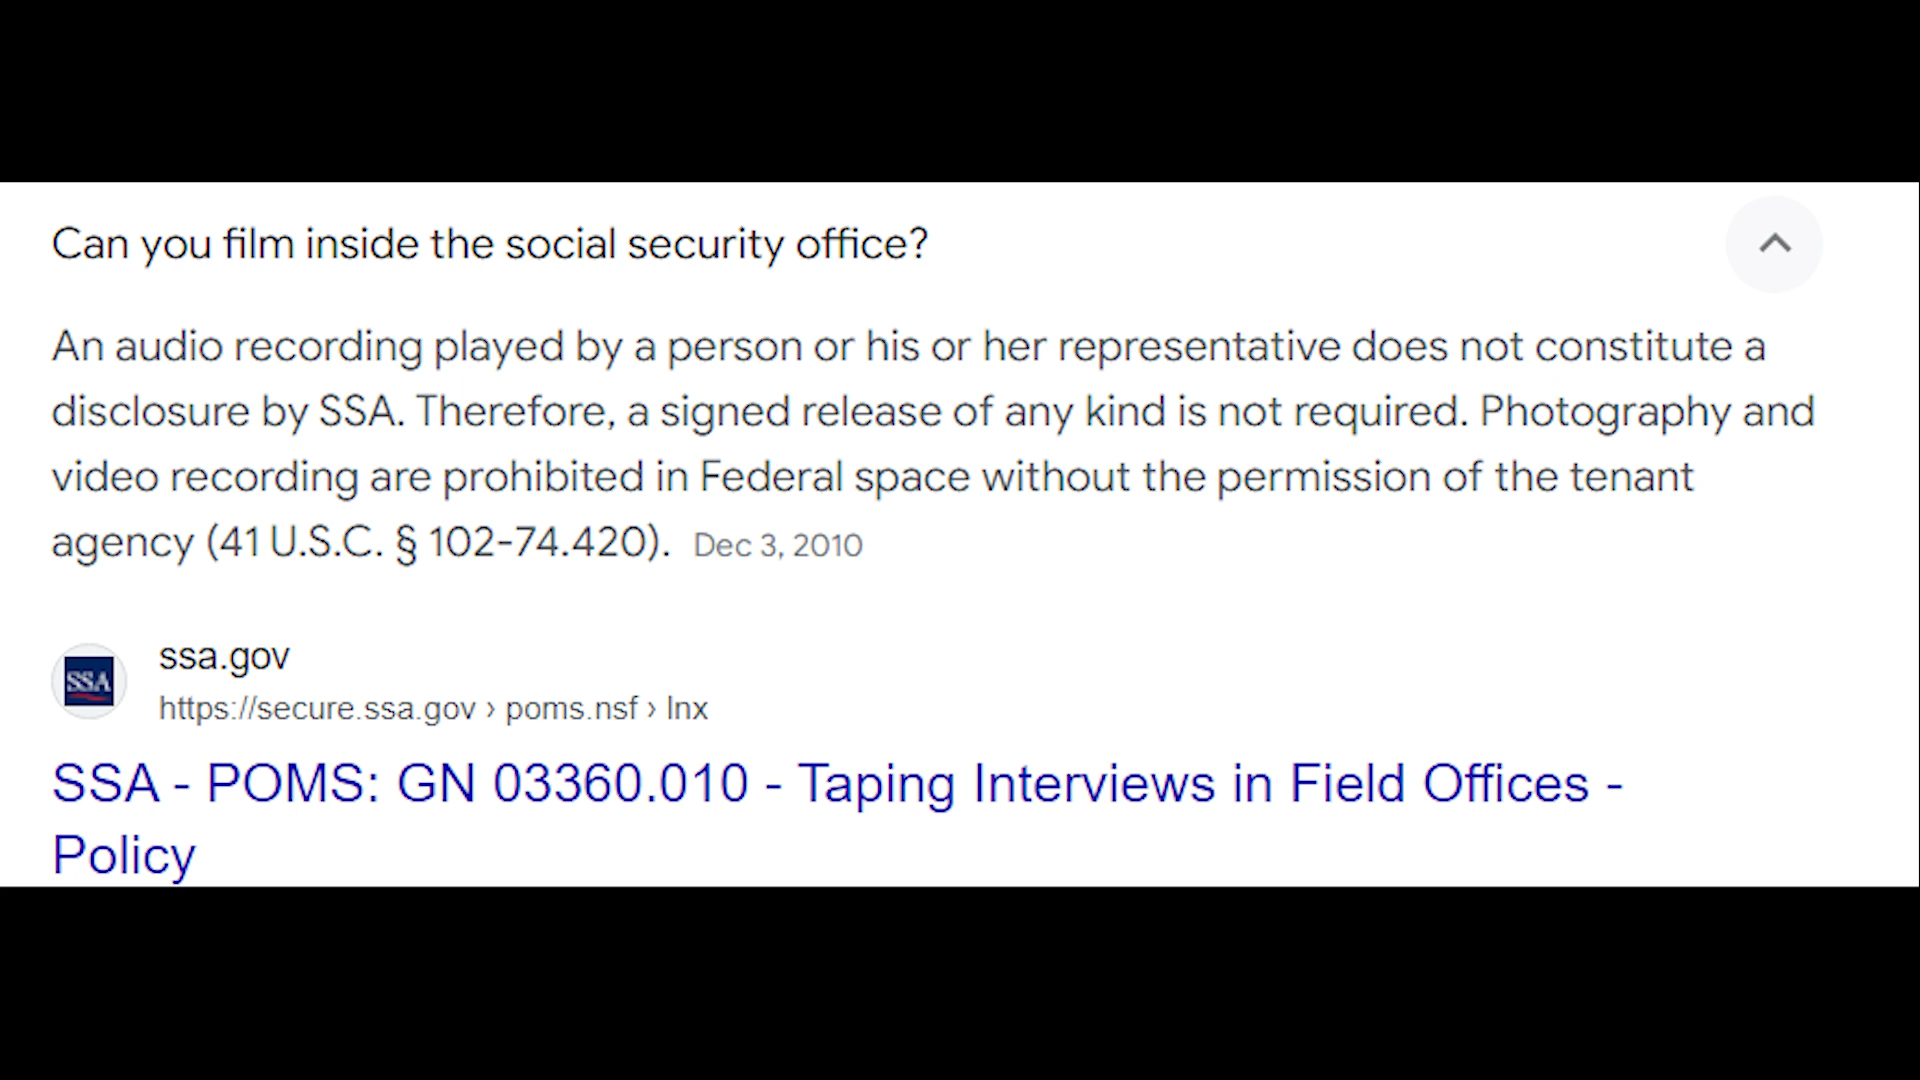 Can you film inside the social security office?
An audio recording played by a person or his or her representative does not constitute a
disclosure by SSA. Therefore, a signed release of any kind is not required. Photography and
video recording are prohibited in Federal space without the permission of the tenant
agency (41 U.S.C. § 102-74.420). Dec 3, 2010
SSA
ssa.gov
https://secure.ssa.gov › poms.nsf › lnx
SSA - POMS: GN 03360.010 - Taping Interviews in Field Offices -
Policy